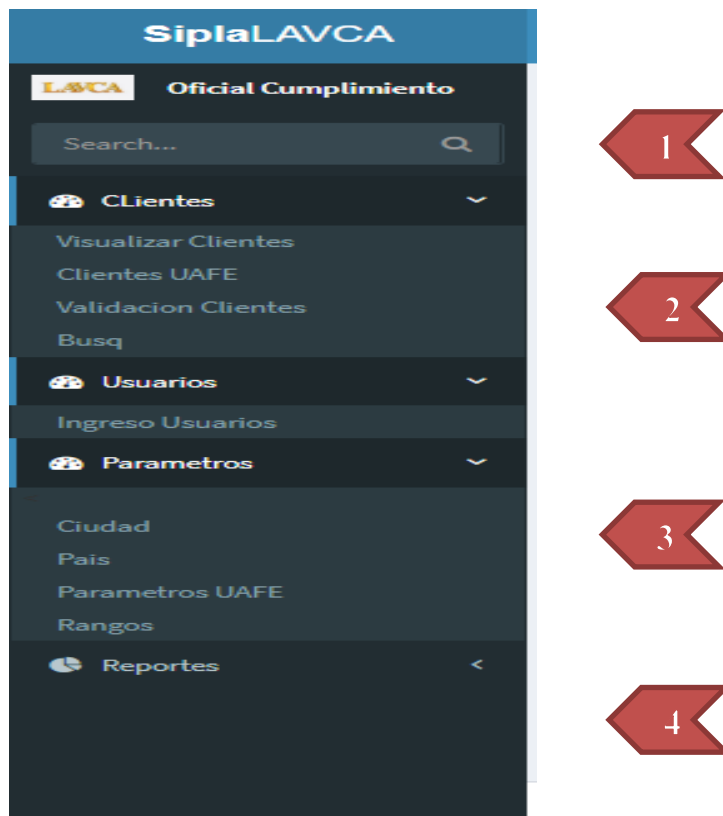 SiplaLAVCA
LAVCA Oficial Cumplimiento
Search...
1
CLientes
Visualizar Clientes
Clientes UAFE
2
Validacion Clientes
Busq
Usuarios
Ingreso Usuarios
Parametros
Ciudad
3
Pais
Parametros UAFE
Rangos
Reportes
4